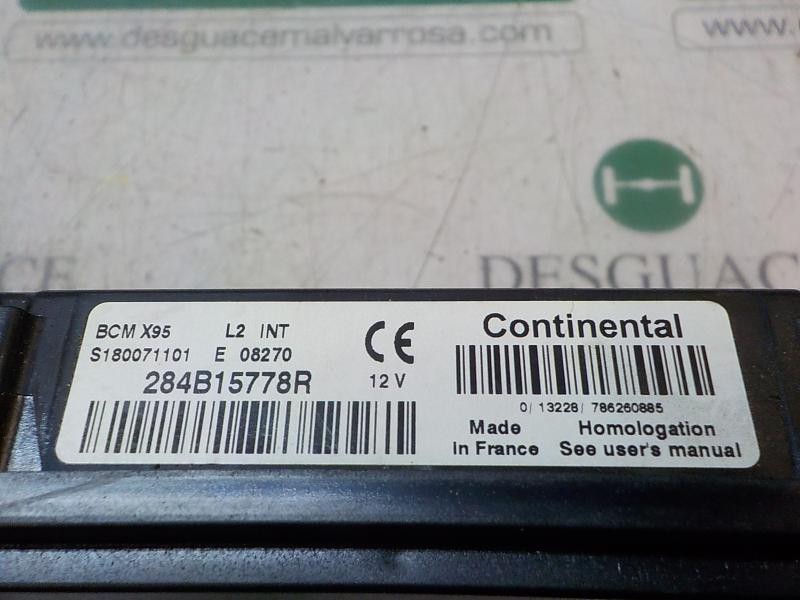 www.desguacemalvarrosa.com
www.
DESGUACE
BCM X95 L2 INT
S180071101 E 08270
284B15778R
CE
12 V
Continental
0/ 13228/ 786260885
Made Homologation
in France See user's manual